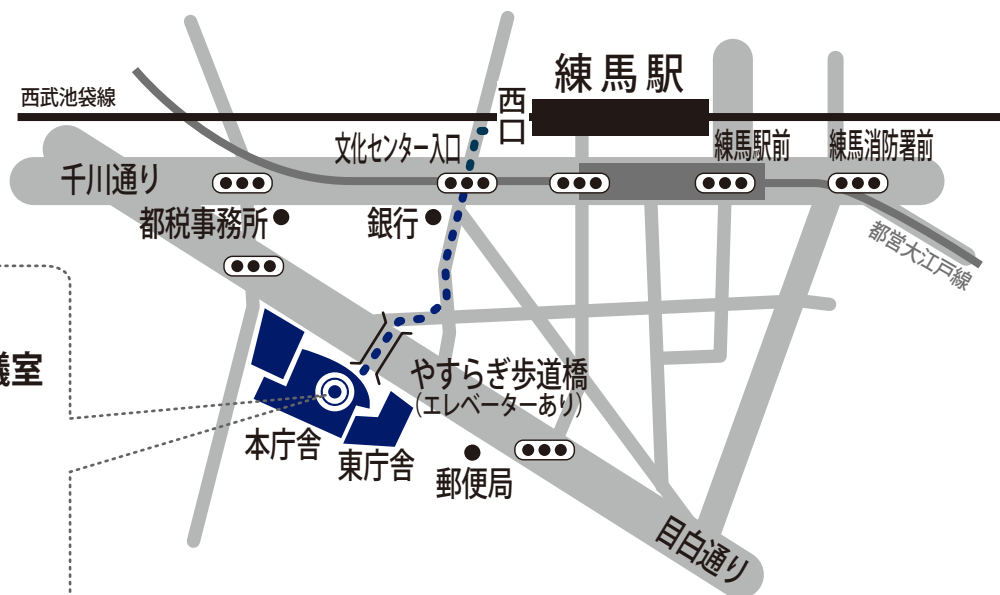 練馬駅
西口
西武池袋線
文化センター入口
練馬駅前
練馬消防署前
千川通り
都税事務所
銀行
都営大江戸線
室
やすらぎ歩道橋
（エレベーターあり）
本庁舎
東庁舎
郵便局
目白通り